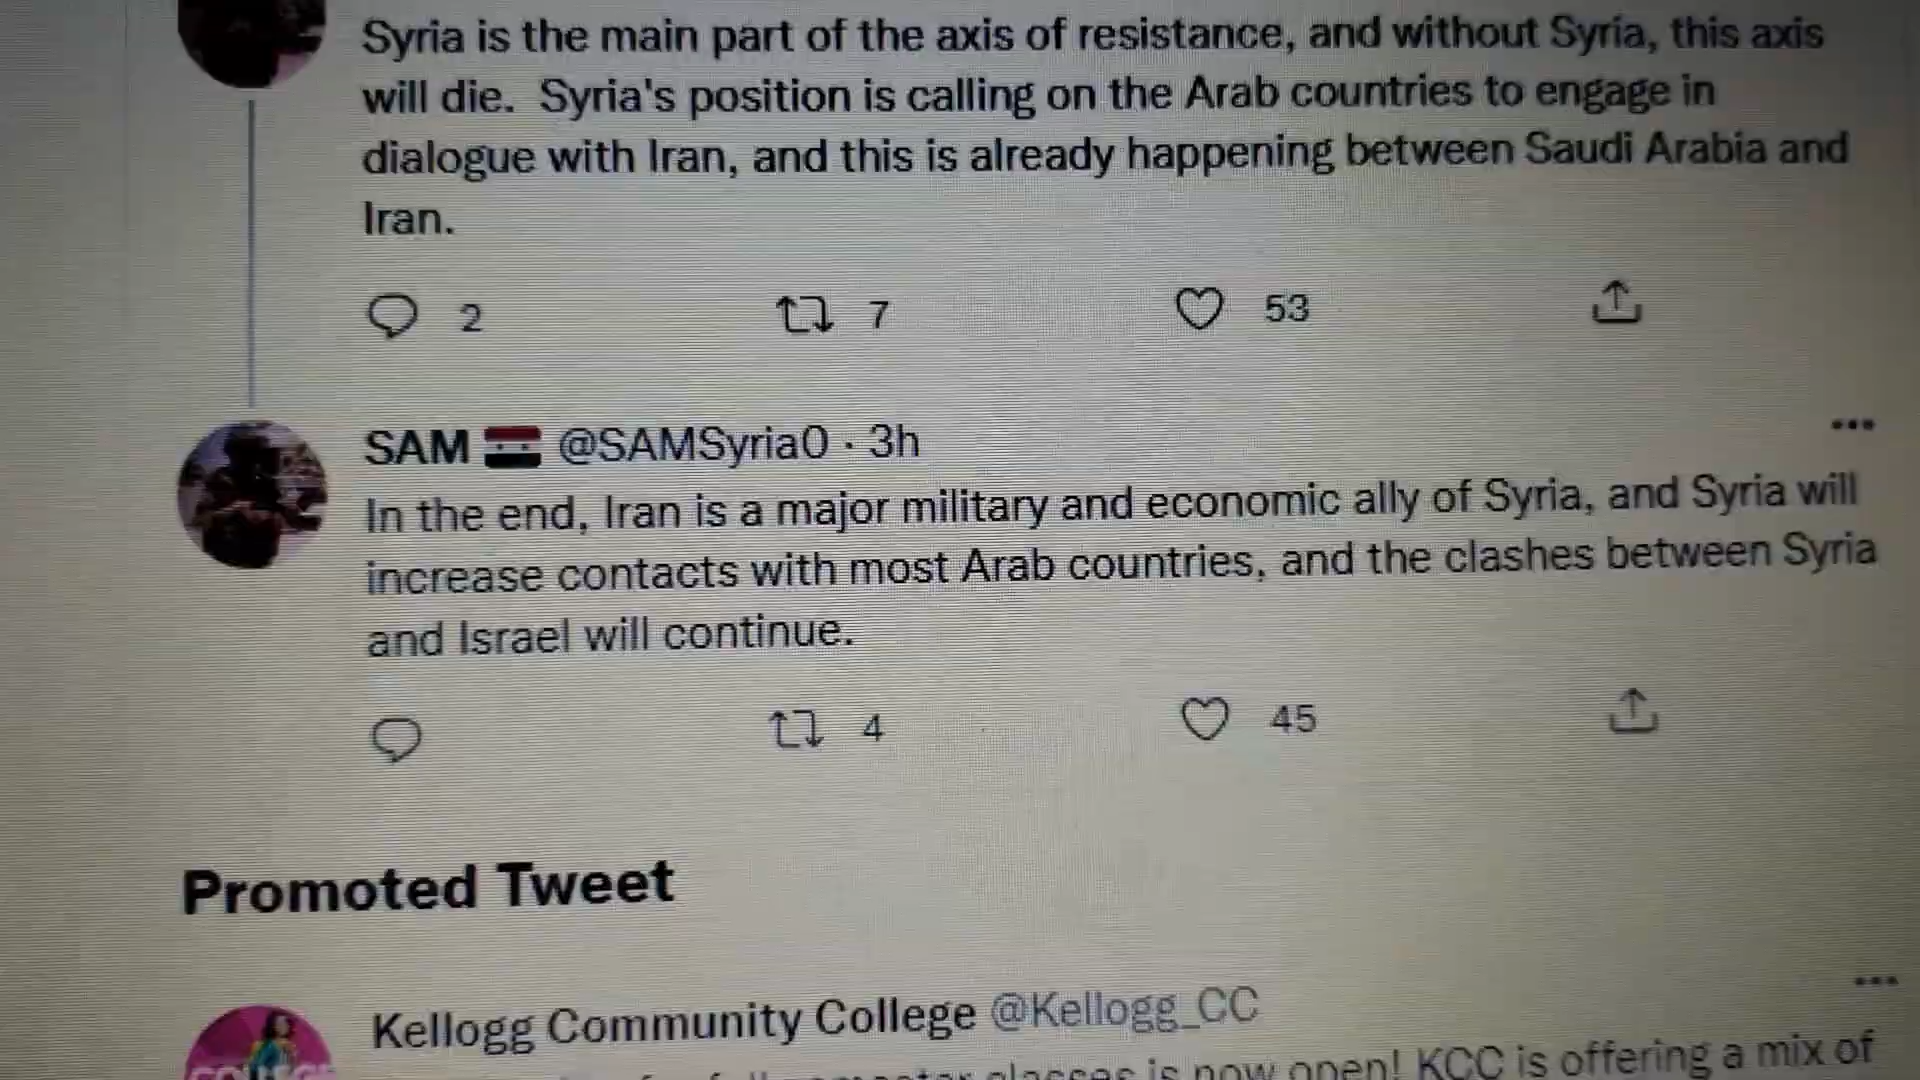 Syria is the main part of the axis of resistance, and without Syria, this axis
will die. Syria's position is calling on the Arab countries to engage in
dialogue with Iran, and this is already happening between Saudi Arabia and
Iran.
2 7 53
SAM @SAMSyria0 · 3h
In the end, Iran is a major military and economic ally of Syria, and Syria will
increase contacts with most Arab countries, and the clashes between Syria
and Israel will continue.
4 45
Promoted Tweet
Kellogg Community College @Kellogg_CC
classes is now open! KCC is offering a mix of